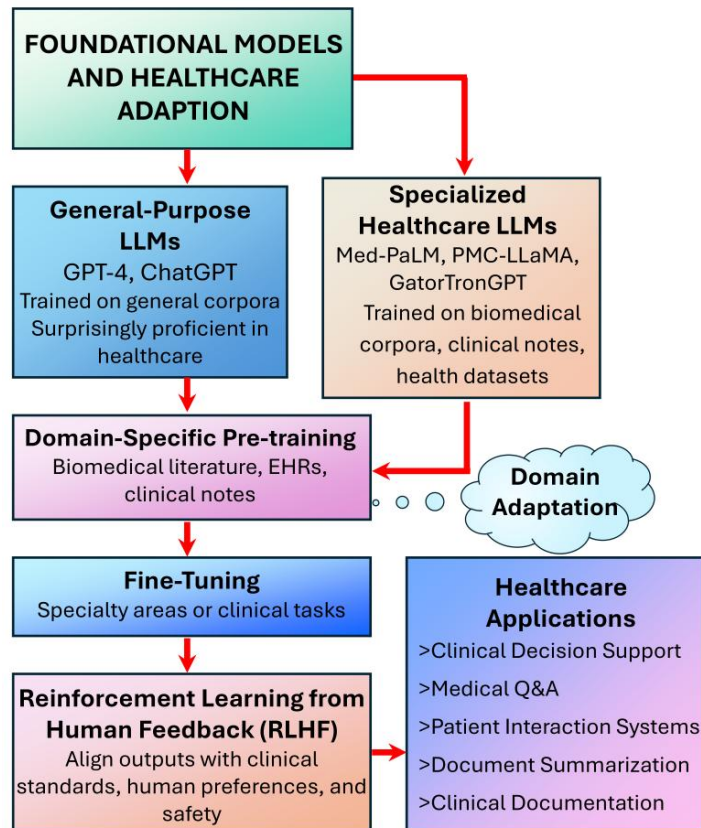 FOUNDATIONAL MODELS
AND HEALTHCARE
ADAPTION
General-Purpose
LLMs
GPT-4, ChatGPT
Trained on general corpora
Surprisingly proficient in
healthcare
Specialized
Healthcare LLMs
Med-PaLM, PMC-LLaMA,
GatorTronGPT
Trained on biomedical
corpora, clinical notes,
health datasets
Domain-Specific Pre-training
Biomedical literature, EHRs,
clinical notes
Domain
Adaptation
Fine-Tuning
Specialty areas or clinical tasks
Reinforcement Learning from
Human Feedback (RLHF)
Align outputs with clinical
standards, human preferences, and
safety
Healthcare
Applications
>Clinical Decision Support
>Medical Q&A
>Patient Interaction Systems
>Document Summarization
>Clinical Documentation